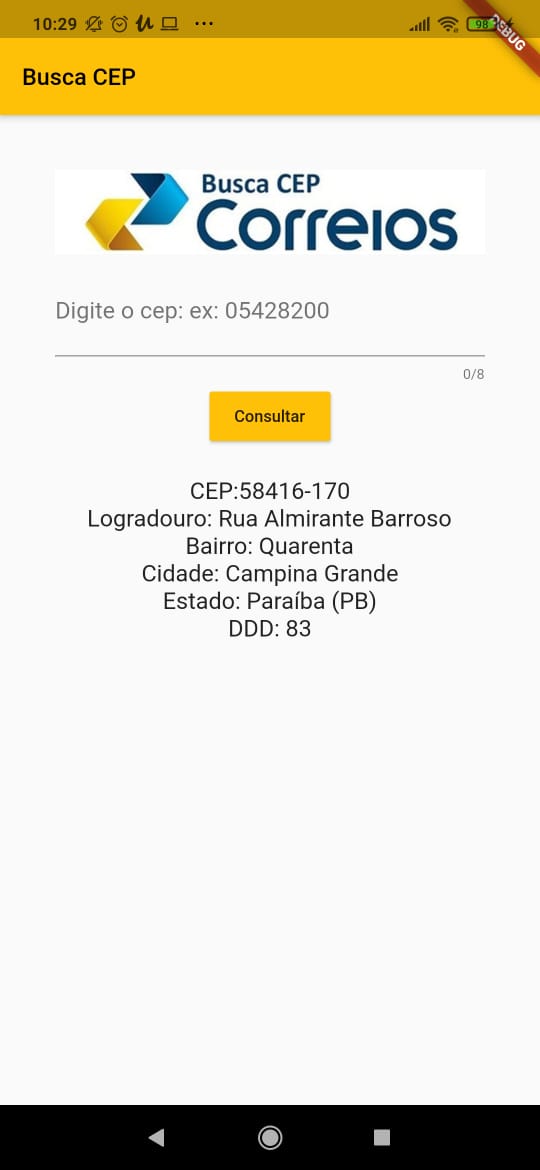 10:29
98
DEBUG
Busca CEP
Busca CEP
Correios
Digite o cep: ex: 05428200
0/8
Consultar
CEP:58416-170
Logradouro: Rua Almirante Barroso
Bairro: Quarenta
Cidade: Campina Grande
Estado: Paraíba (PB)
DDD: 83